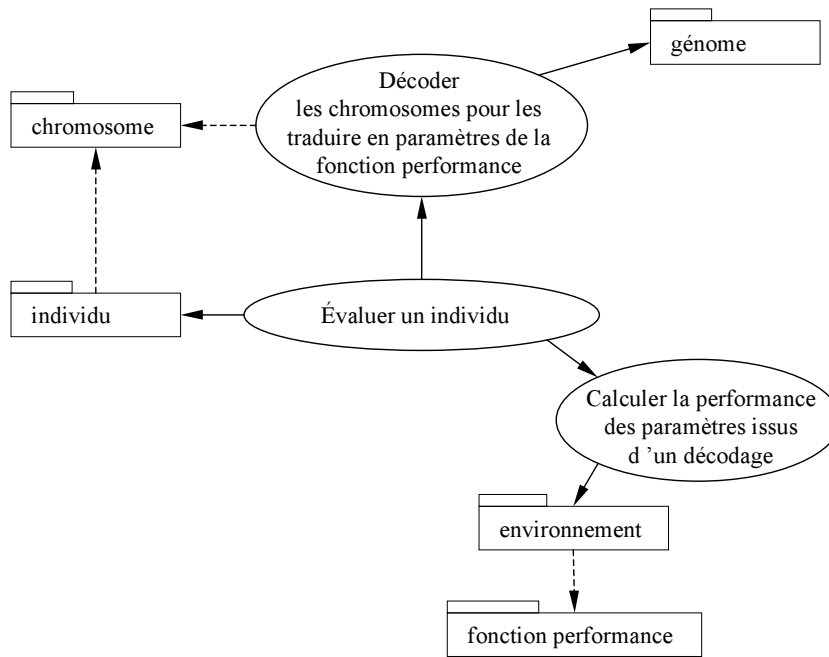 génome
Décoder
les chromosomes pour les
traduire en paramètres de la
fonction performance
chromosome
individu
Évaluer un individu
Calculer la performance
des paramètres issus
d ’un décodage
environnement
fonction performance